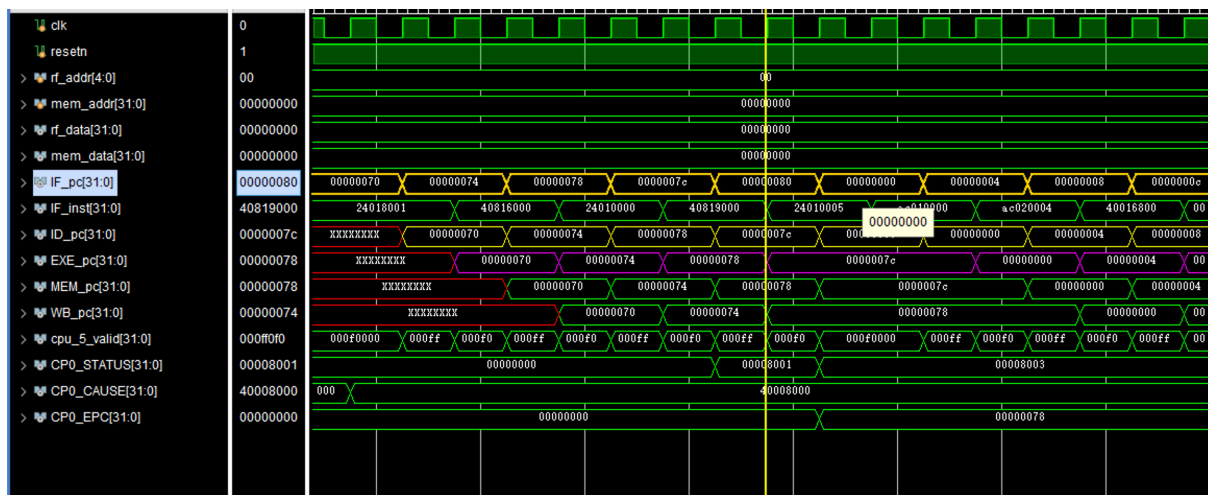 clk 0
resetn 1
rf_addr[4:0] 00 00
mem_addr[31:0] 00000000 00000000
rf_data[31:0] 00000000 00000000
mem_data[31:0] 00000000 00000000
IF_pc[31:0] 00000080 00000070 00000074 00000078 0000007c 00000080 00000000 00000004 00000008 0000000c
IF_inst[31:0] 40819000 24018001 40816000 24010000 40819000 24010005 ac020004 40016800 00
00000000
ID_pc[31:0] 0000007c XXXXXXXX 00000070 00000074 00000078 0000007c 00000000 00000004 00000008
EXE_pc[31:0] 00000078 XXXXXXXX 00000070 00000074 00000078 0000007c 00000000 00000004 00
MEM_pc[31:0] 00000078 XXXXXXXX 00000070 00000074 00000078 0000007c 00000000 00000004
WB_pc[31:0] 00000074 XXXXXXXX 00000070 00000074 00000078 00000000 00
cpu_5_valid[31:0] 000ff0f0 000f0000 000ff 000f0 000ff 000f0 000ff 000f0 000ff 000f0 000f0000 000ff 000f0 000ff 000f0 000ff 00
CP0_STATUS[31:0] 00008001 00000000 00008001 00008003
CP0_CAUSE[31:0] 40008000 000 40008000
CP0_EPC[31:0] 00000000 00000000 00000078